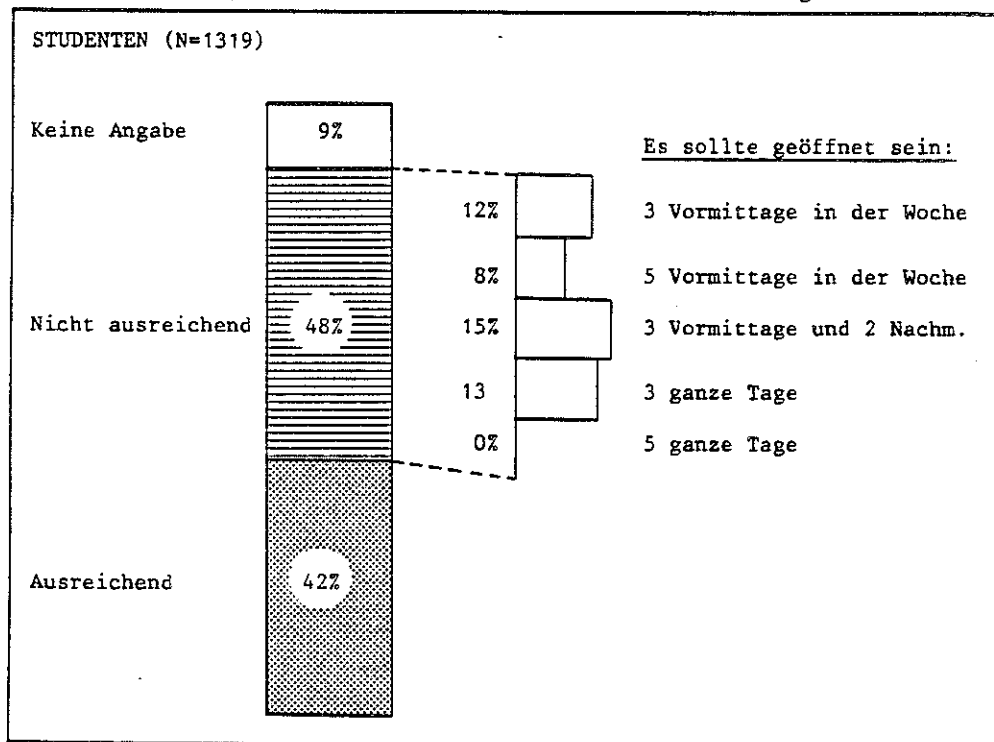 STUDENTEN (N=1319)
Keine Angabe 9%
Es sollte geöffnet sein:
12% 3 Vormittage in der Woche
8% 5 Vormittage in der Woche
Nicht ausreichend 48% 15% 3 Vormittage und 2 Nachm.
13 3 ganze Tage
0% 5 ganze Tage
Ausreichend 42%